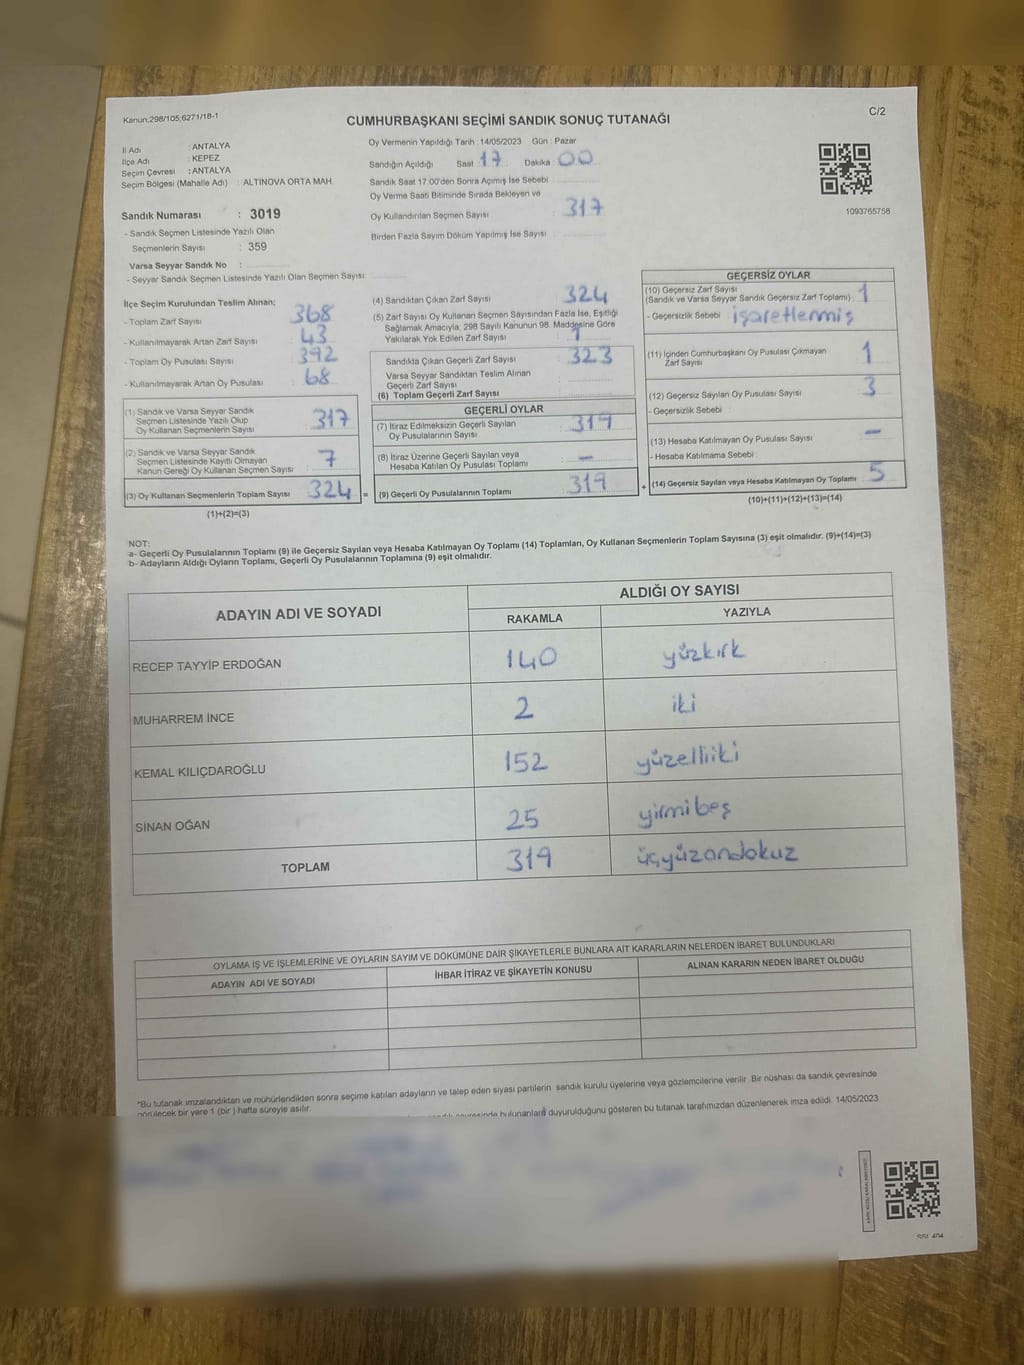 Kanun.298/105,6271/18-1
CUMHURBAŞKANI SEÇİMİ SANDIK SONUÇ TUTANAĞI
C/2
İl Adı : ANTALYA
İlçe Adı : KEPEZ
Seçim Çevresi : ANTALYA
Seçim Bölgesi (Mahalle Adı) : ALTINOVA ORTA MAH.
Oy Vermenin Yapıldığı Tarih : 14/05/2023 Gün : Pazar
Sandığın Açıldığı Saat : 17 Dakika : 00
Sandık Saat 17.00'den Sonra Açılmış İse Sebebi :
Oy Verme Saati Bitiminde Sırada Bekleyen ve
Oy Kullandırılan Seçmen Sayısı : 317
Birden Fazla Sayım Döküm Yapılmış İse Sayısı :
1093765758
Sandık Numarası : 3019
- Sandık Seçmen Listesinde Yazılı Olan
Seçmenlerin Sayısı : 359
Varsa Seyyar Sandık No :
- Seyyar Sandık Seçmen Listesinde Yazılı Olan Seçmen Sayısı:
İlçe Seçim Kurulundan Teslim Alınan;
- Toplam Zarf Sayısı : 368
- Kullanılmayarak Artan Zarf Sayısı : 43
- Toplam Oy Pusulası Sayısı : 392
- Kullanılmayarak Artan Oy Pusulası : 68
(1) Sandık ve Varsa Seyyar Sandık
Seçmen Listesinde Yazılı Olup
Oy Kullanan Seçmenlerin Sayısı : 317
(2) Sandık ve Varsa Seyyar Sandık
Seçmen Listesinde Kayıtlı Olmayan
Kanun Gereği Oy Kullanan Seçmen Sayısı : 7
(3) Oy Kullanan Seçmenlerin Toplam Sayısı : 324 =
(1)+(2)=(3)
(4) Sandıktan Çıkan Zarf Sayısı : 324
(5) Zarf Sayısı Oy Kullanan Seçmen Sayısından Fazla İse, Eşitliği
Sağlamak Amacıyla, 298 Sayılı Kanunun 98. Maddesine Göre
Yakılarak Yok Edilen Zarf Sayısı :
Sandıkta Çıkan Geçerli Zarf Sayısı : 323
Varsa Seyyar Sandıktan Teslim Alınan
Geçerli Zarf Sayısı :
(6) Toplam Geçerli Zarf Sayısı :
GEÇERLİ OYLAR
(7) İtiraz Edilmeksizin Geçerli Sayılan
Oy Pusulalarının Sayısı : 319
(8) İtiraz Üzerine Geçerli Sayılan veya
Hesaba Katılan Oy Pusulası Toplamı : –
(9) Geçerli Oy Pusulalarının Toplamı : 319 +
GEÇERSİZ OYLAR
(10) Geçersiz Zarf Sayısı
(Sandık ve Varsa Seyyar Sandık Geçersiz Zarf Toplamı) : 1
- Geçersizlik Sebebi : işaretlenmiş
(11) İçinden Cumhurbaşkanı Oy Pusulası Çıkmayan
Zarf Sayısı : 1
(12) Geçersiz Sayılan Oy Pusulası Sayısı : 3
- Geçersizlik Sebebi :
(13) Hesaba Katılmayan Oy Pusulası Sayısı : –
- Hesaba Katılmama Sebebi :
(14) Geçersiz Sayılan veya Hesaba Katılmayan Oy Toplamı : 5
(10)+(11)+(12)+(13)=(14)
NOT:
a- Geçerli Oy Pusulalarının Toplamı (9) ile Geçersiz Sayılan veya Hesaba Katılmayan Oy Toplamı (14) Toplamları, Oy Kullanan Seçmenlerin Toplam Sayısına (3) eşit olmalıdır. (9)+(14)=(3)
b- Adayların Aldığı Oyların Toplamı, Geçerli Oy Pusulalarının Toplamına (9) eşit olmalıdır.
ADAYIN ADI VE SOYADI ALDIĞI OY SAYISI
RAKAMLA YAZIYLA
RECEP TAYYİP ERDOĞAN 140 yüzkırk
MUHARREM İNCE 2 iki
KEMAL KILIÇDAROĞLU 152 yüzelliiki
SİNAN OĞAN 25 yirmibeş
TOPLAM 319 üçyüzondokuz
OYLAMA İŞ VE İŞLEMLERİNE VE OYLARIN SAYIM VE DÖKÜMÜNE DAİR ŞİKAYETLERLE BUNLARA AİT KARARLARIN NELERDEN İBARET BULUNDUKLARI
ADAYIN ADI VE SOYADI İHBAR İTİRAZ VE ŞİKAYETİN KONUSU ALINAN KARARIN NEDEN İBARET OLDUĞU
*Bu tutanak imzalandıktan ve mühürlendikten sonra seçime katılan adayların ve talep eden siyasi partilerin sandık kurulu üyelerine veya gözlemcilerine verilir. Bir nüshası da sandık çevresinde
görülecek bir yere 1 (bir ) hafta süreyle asılır.
bulunanlara duyurulduğunu gösteren bu tutanak tarafımızdan düzenlenerek imza edildi. 14/05/2023